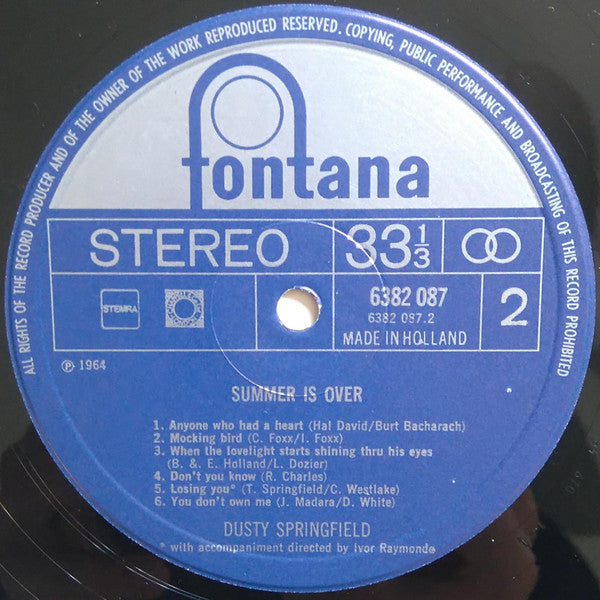 ALL RIGHTS OF THE RECORD PRODUCER AND OF THE OWNER OF THE WORK REPRODUCED RESERVED. COPYING, PUBLIC PERFORMANCE AND BROADCASTING OF THIS RECORD PROHIBITED
fontana
STEREO 33 1/3
STEMRA
6382 087
6382 087.2
MADE IN HOLLAND
2
℗ 1964
SUMMER IS OVER
1. Anyone who had a heart (Hal David/Burt Bacharach)
2. Mocking bird (C. Foxx/I. Foxx)
3. When the lovelight starts shining thru his eyes
(B. & E. Holland/L. Dozier)
4. Don't you know (R. Charles)
5. Losing you* (T. Springfield/C. Westlake)
6. You don't own me (J. Madara/D. White)
DUSTY SPRINGFIELD
* with accompaniment directed by Ivor Raymonde